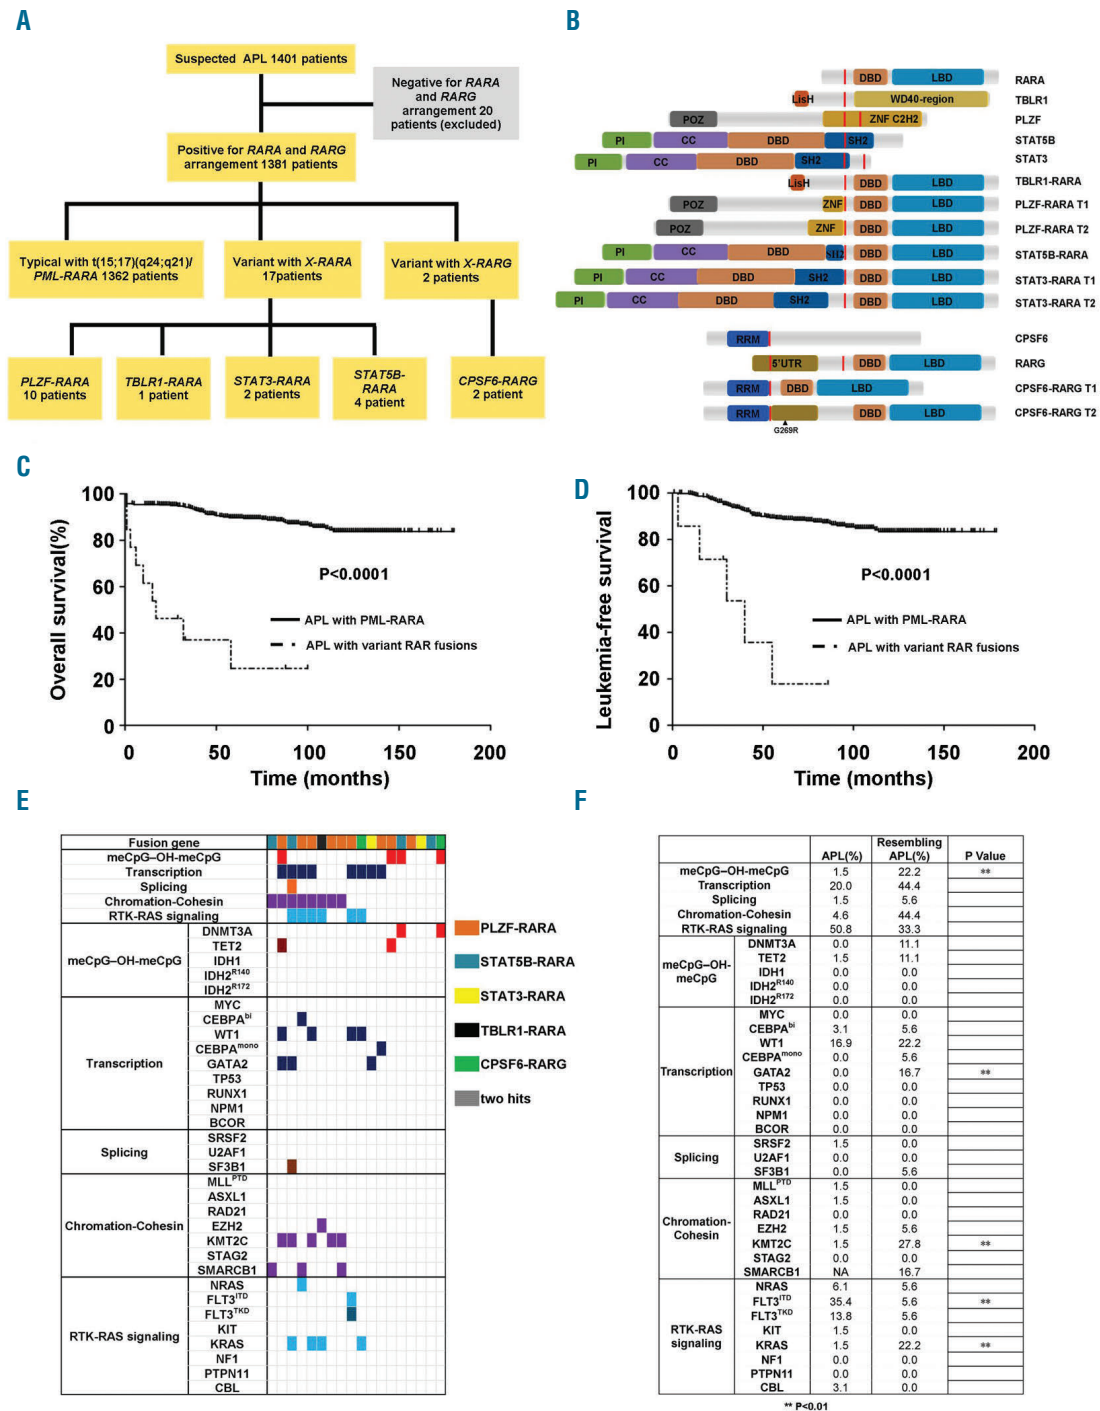 A
Suspected APL 1401 patients
Negative for RARA
and RARG
arrangement 20
patients (excluded)
Positive for RARA and RARG
arrangement 1381 patients
Typical with t(15;17)(q24;q21)/
PML-RARA 1362 patients
Variant with X-RARA
17patients
Variant with X-RARG
2 patients
PLZF-RARA
10 patients
TBLR1-RARA
1 patient
STAT3-RARA
2 patients
STAT5B-
RARA
4 patient
CPSF6-RARG
2 patient
B
DBD LBD RARA
LisH WD40-region TBLR1
POZ ZNF C2H2 PLZF
PI CC DBD SH2 STAT5B
PI CC DBD SH2 STAT3
LisH DBD LBD TBLR1-RARA
POZ ZNF DBD LBD PLZF-RARA T1
POZ ZNF DBD LBD PLZF-RARA T2
PI CC DBD SH2 DBD LBD STAT5B-RARA
PI CC DBD SH2 DBD LBD STAT3-RARA T1
PI CC DBD SH2 DBD LBD STAT3-RARA T2
RRM CPSF6
5'UTR DBD LBD RARG
RRM DBD LBD CPSF6-RARG T1
RRM DBD LBD CPSF6-RARG T2
G269R
C
Overall survival(%)
100
80
60
40
20
0
P<0.0001
APL with PML-RARA
APL with variant RAR fusions
0 50 100 150 200
Time (months)
D
Leukemia-free survival
100
80
60
40
20
0
P<0.0001
APL with PML-RARA
APL with variant RAR fusions
0 50 100 150 200
Time (months)
E
Fusion gene
meCpG–OH-meCpG
Transcription
Splicing
Chromation-Cohesin
RTK-RAS signaling
meCpG–OH-meCpG
DNMT3A
TET2
IDH1
IDH2R140
IDH2R172
Transcription
MYC
CEBPAbi
WT1
CEBPAmono
GATA2
TP53
RUNX1
NPM1
BCOR
Splicing
SRSF2
U2AF1
SF3B1
Chromation-Cohesin
MLLPTD
ASXL1
RAD21
EZH2
KMT2C
STAG2
SMARCB1
RTK-RAS signaling
NRAS
FLT3ITD
FLT3TKD
KIT
KRAS
NF1
PTPN11
CBL
PLZF-RARA
STAT5B-RARA
STAT3-RARA
TBLR1-RARA
CPSF6-RARG
two hits
F
APL(%) Resembling APL(%) P Value
meCpG–OH-meCpG 1.5 22.2 **
Transcription 20.0 44.4
Splicing 1.5 5.6
Chromation-Cohesin 4.6 44.4
RTK-RAS signaling 50.8 33.3
meCpG–OH-
meCpG
DNMT3A 0.0 11.1
TET2 1.5 11.1
IDH1 0.0 0.0
IDH2R140 0.0 0.0
IDH2R172 0.0 0.0
Transcription
MYC 0.0 0.0
CEBPAbi 3.1 5.6
WT1 16.9 22.2
CEBPAmono 0.0 5.6
GATA2 0.0 16.7 **
TP53 0.0 0.0
RUNX1 0.0 0.0
NPM1 0.0 0.0
BCOR 0.0 0.0
Splicing
SRSF2 1.5 0.0
U2AF1 0.0 0.0
SF3B1 0.0 5.6
Chromation-
Cohesin
MLLPTD 1.5 0.0
ASXL1 1.5 0.0
RAD21 0.0 0.0
EZH2 1.5 5.6
KMT2C 1.5 27.8 **
STAG2 0.0 0.0
SMARCB1 NA 16.7
RTK-RAS
signaling
NRAS 6.1 5.6
FLT3ITD 35.4 5.6 **
FLT3TKD 13.8 5.6
KIT 1.5 0.0
KRAS 1.5 22.2 **
NF1 0.0 0.0
PTPN11 0.0 0.0
CBL 3.1 0.0
** P<0.01